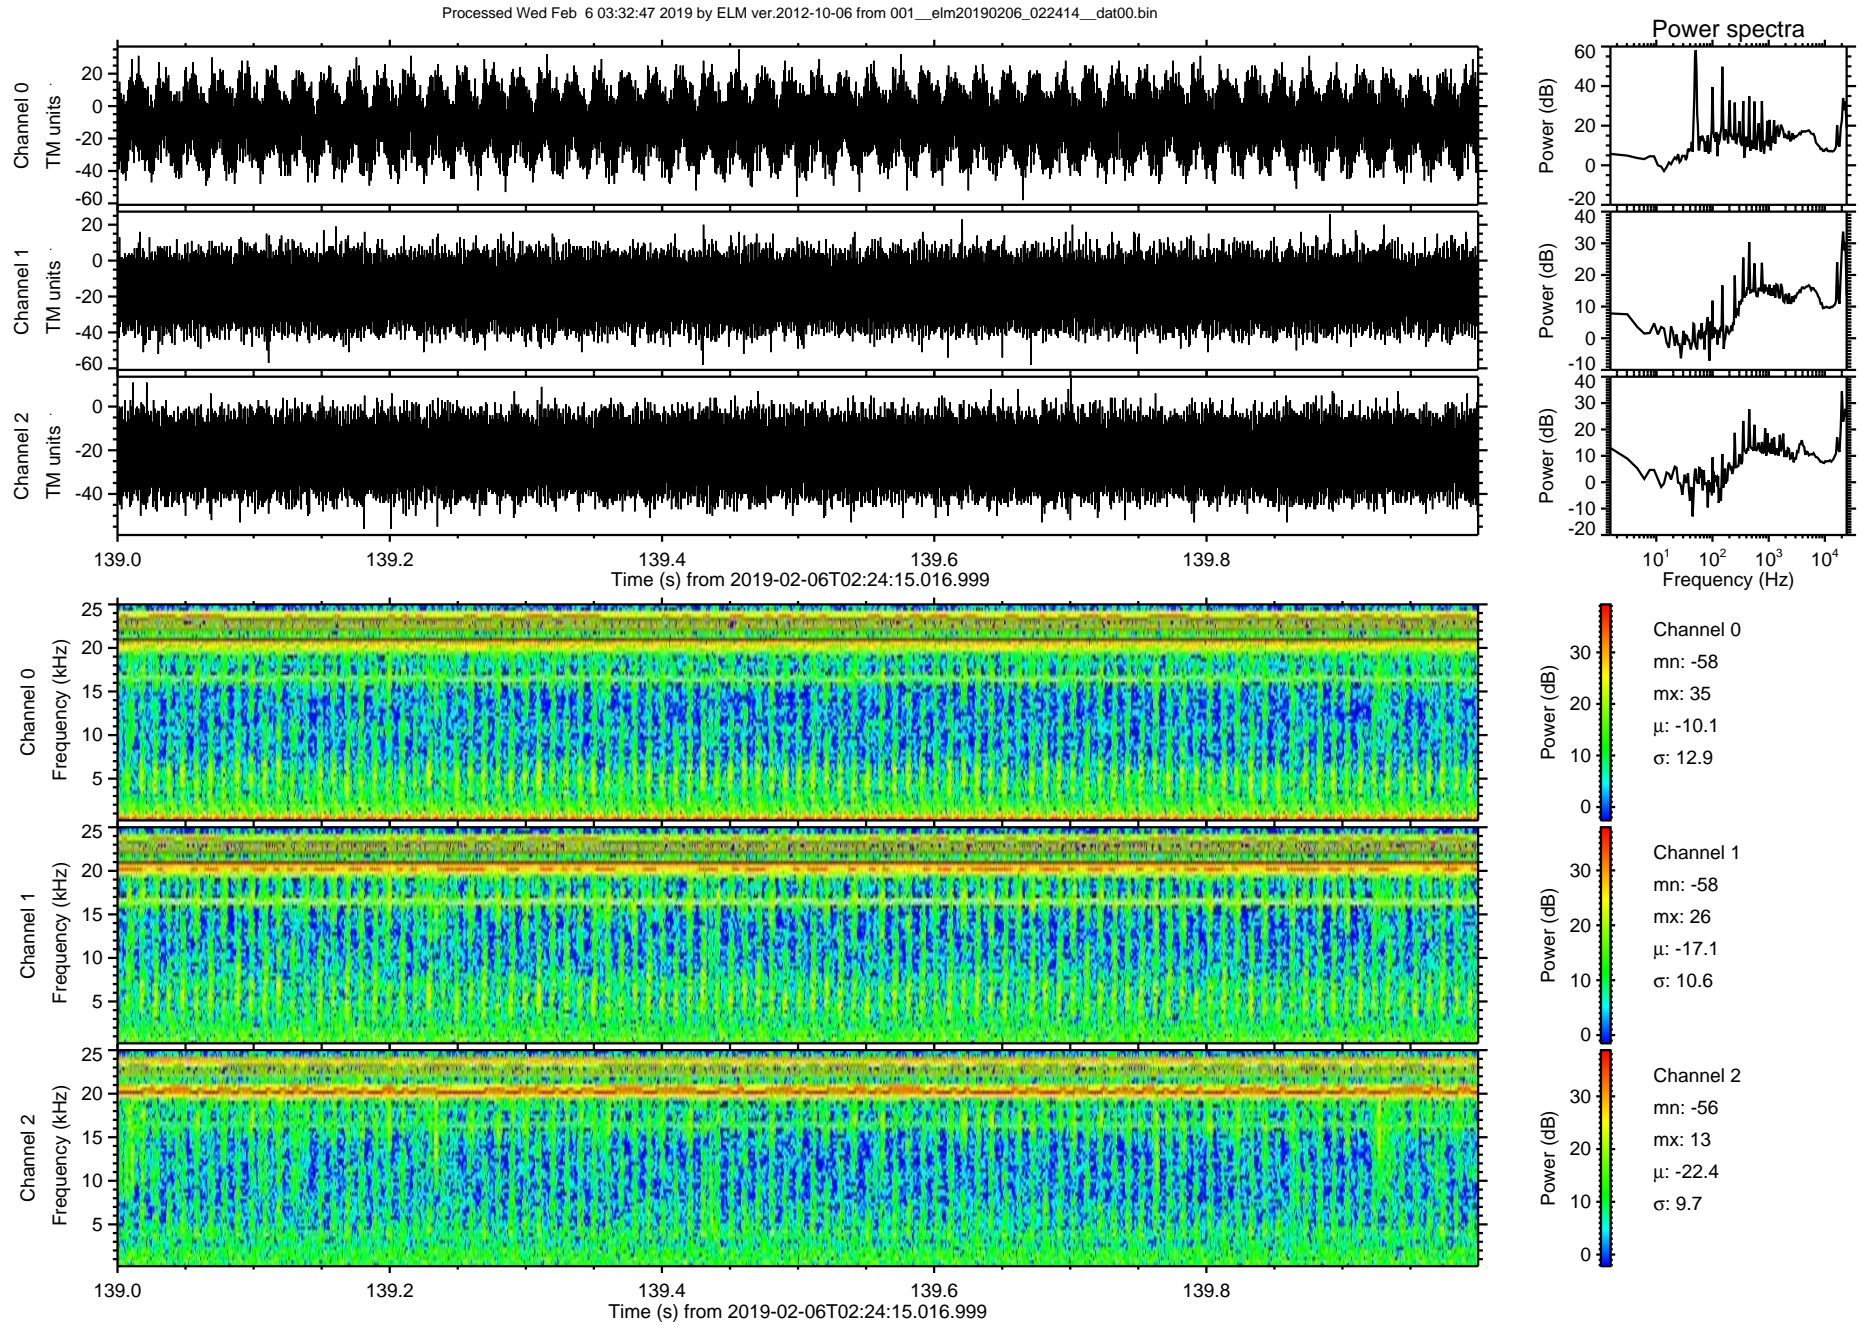 Processed Wed Feb  6 03:32:47 2019 by ELM ver.2012-10-06 from 001__elm20190206_022414__dat00.bin
Power spectra
Channel 0
TM units
20
0
-20
-40
-60
Power (dB)
60
40
20
0
-20
Channel 1
TM units
20
0
-20
-40
-60
Power (dB)
40
30
20
10
0
-10
Channel 2
TM units
0
-20
-40
Power (dB)
40
30
20
10
0
-10
-20
139.0 139.2 139.4 139.6 139.8
Time (s) from 2019-02-06T02:24:15.016.999
10¹ 10² 10³ 10⁴
Frequency (Hz)
Channel 0
Frequency (kHz)
25
20
15
10
5
Power (dB)
30
20
10
0
Channel 0
mn: -58
mx: 35
μ: -10.1
σ: 12.9
Channel 1
Frequency (kHz)
25
20
15
10
5
Power (dB)
30
20
10
0
Channel 1
mn: -58
mx: 26
μ: -17.1
σ: 10.6
Channel 2
Frequency (kHz)
25
20
15
10
5
Power (dB)
30
20
10
0
Channel 2
mn: -56
mx: 13
μ: -22.4
σ: 9.7
139.0 139.2 139.4 139.6 139.8
Time (s) from 2019-02-06T02:24:15.016.999